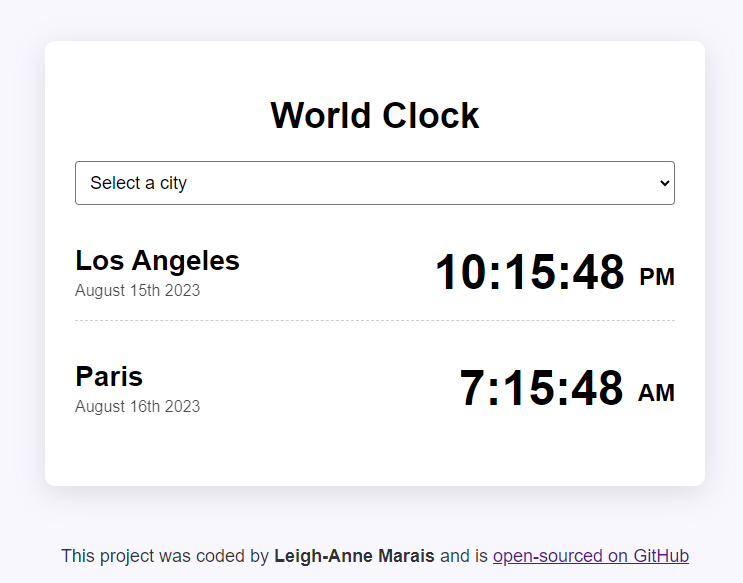 World Clock
Select a city
Los Angeles
August 15th 2023
10:15:48 PM
Paris
August 16th 2023
7:15:48 AM
This project was coded by Leigh-Anne Marais and is open-sourced on GitHub